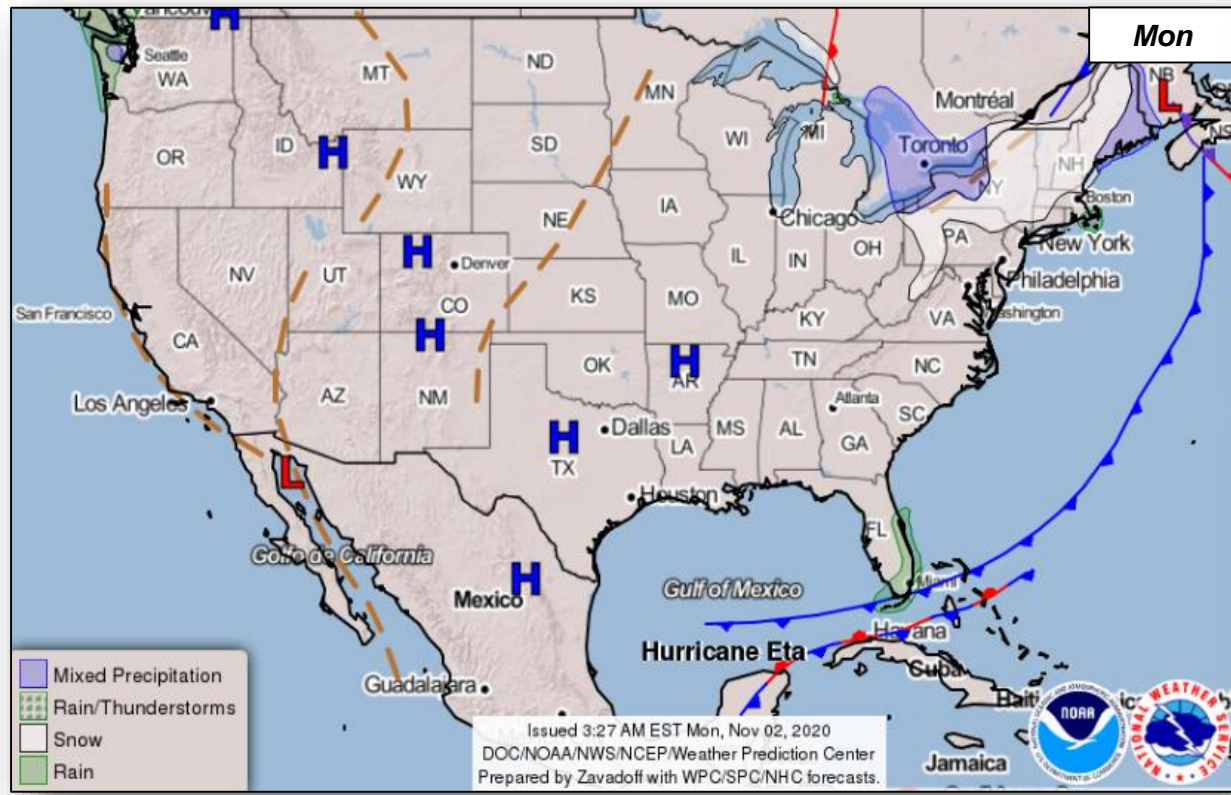 Mon
Seattle
WA
MT
ND
MN
NB
Montréal
OR
ID
WY
SD
WI
MI
Toronto
NY
NH
Boston
H
H
H
H
H
H
H
L
L
NV
UT
Denver
CO
NE
IA
Chicago
IL
IN
OH
PA
New York
Philadelphia
San Francisco
CA
KS
MO
KY
VA
AZ
NM
OK
AR
TN
NC
Los Angeles
Atlanta
SC
Dallas
TX
LA
MS
AL
GA
Houston
FL
Miami
Golfo de California
Gulf of Mexico
Mexico
Hurricane Eta
Havana
Cuba
Guadalajara
Jamaica
Mixed Precipitation
Rain/Thunderstorms
Snow
Rain
Issued 3:27 AM EST Mon, Nov 02, 2020
DOC/NOAA/NWS/NCEP/Weather Prediction Center
Prepared by Zavadoff with WPC/SPC/NHC forecasts.
NOAA
NATIONAL WEATHER SERVICE